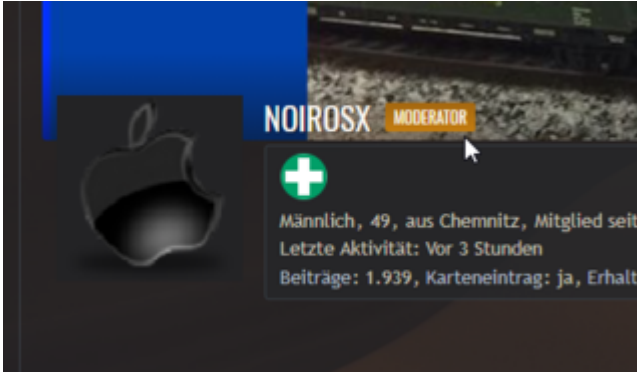 NOIROSX MODERATOR
Männlich, 49, aus Chemnitz, Mitglied seit
Letzte Aktivität: Vor 3 Stunden
Beiträge: 1.939, Karteneintrag: ja, Erhalt